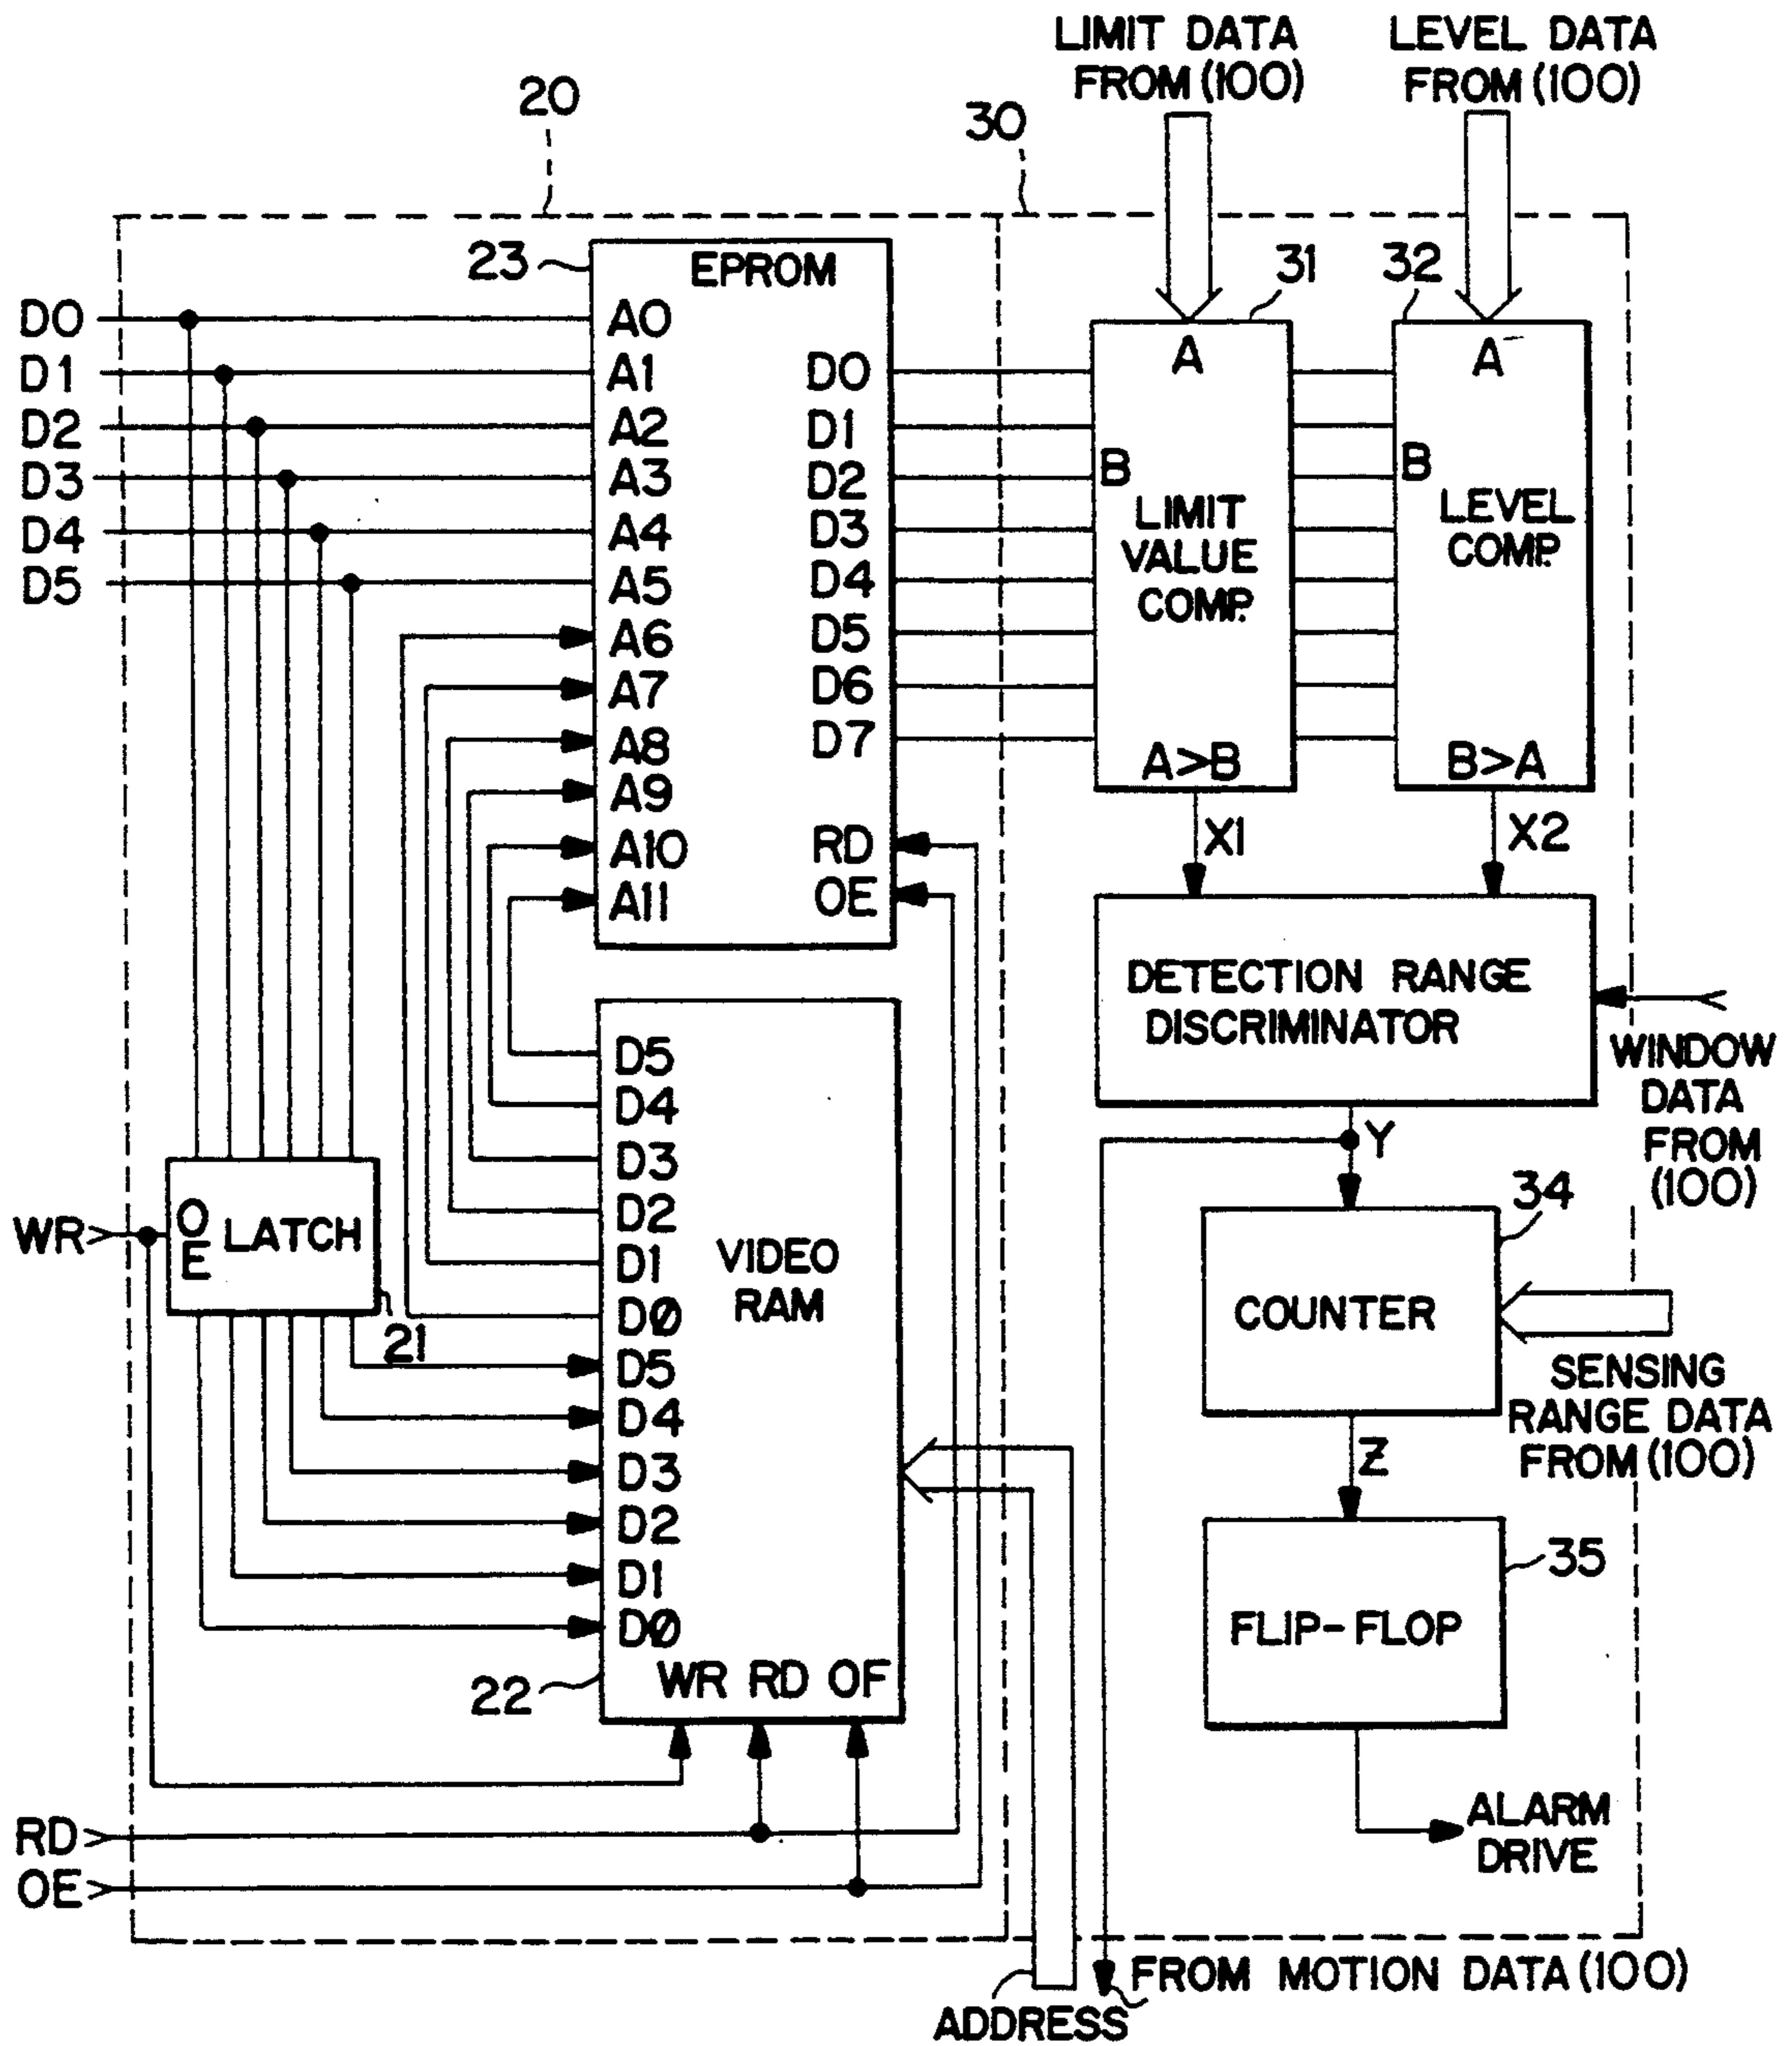 LIMIT DATA
FROM (100)
LEVEL DATA
FROM (100)
20
30
23
EPROM
31
32
D0
D1
D2
D3
D4
D5
A0
A1
A2
A3
A4
A5
A6
A7
A8
A9
A10
A11
D0
D1
D2
D3
D4
D5
D6
D7
RD
OE
A
B
LIMIT
VALUE
COMP.
A>B
A
B
LEVEL
COMP.
B>A
X1
X2
DETECTION RANGE
DISCRIMINATOR
WINDOW
DATA
FROM
(100)
Y
D5
D4
D3
D2
D1
DØ
D5
D4
D3
D2
D1
DØ
VIDEO
RAM
WR RD OF
22
WR
OE
LATCH
21
34
COUNTER
SENSING
RANGE DATA
FROM (100)
Z
35
FLIP-FLOP
ALARM
DRIVE
RD
OE
FROM MOTION DATA (100)
ADDRESS